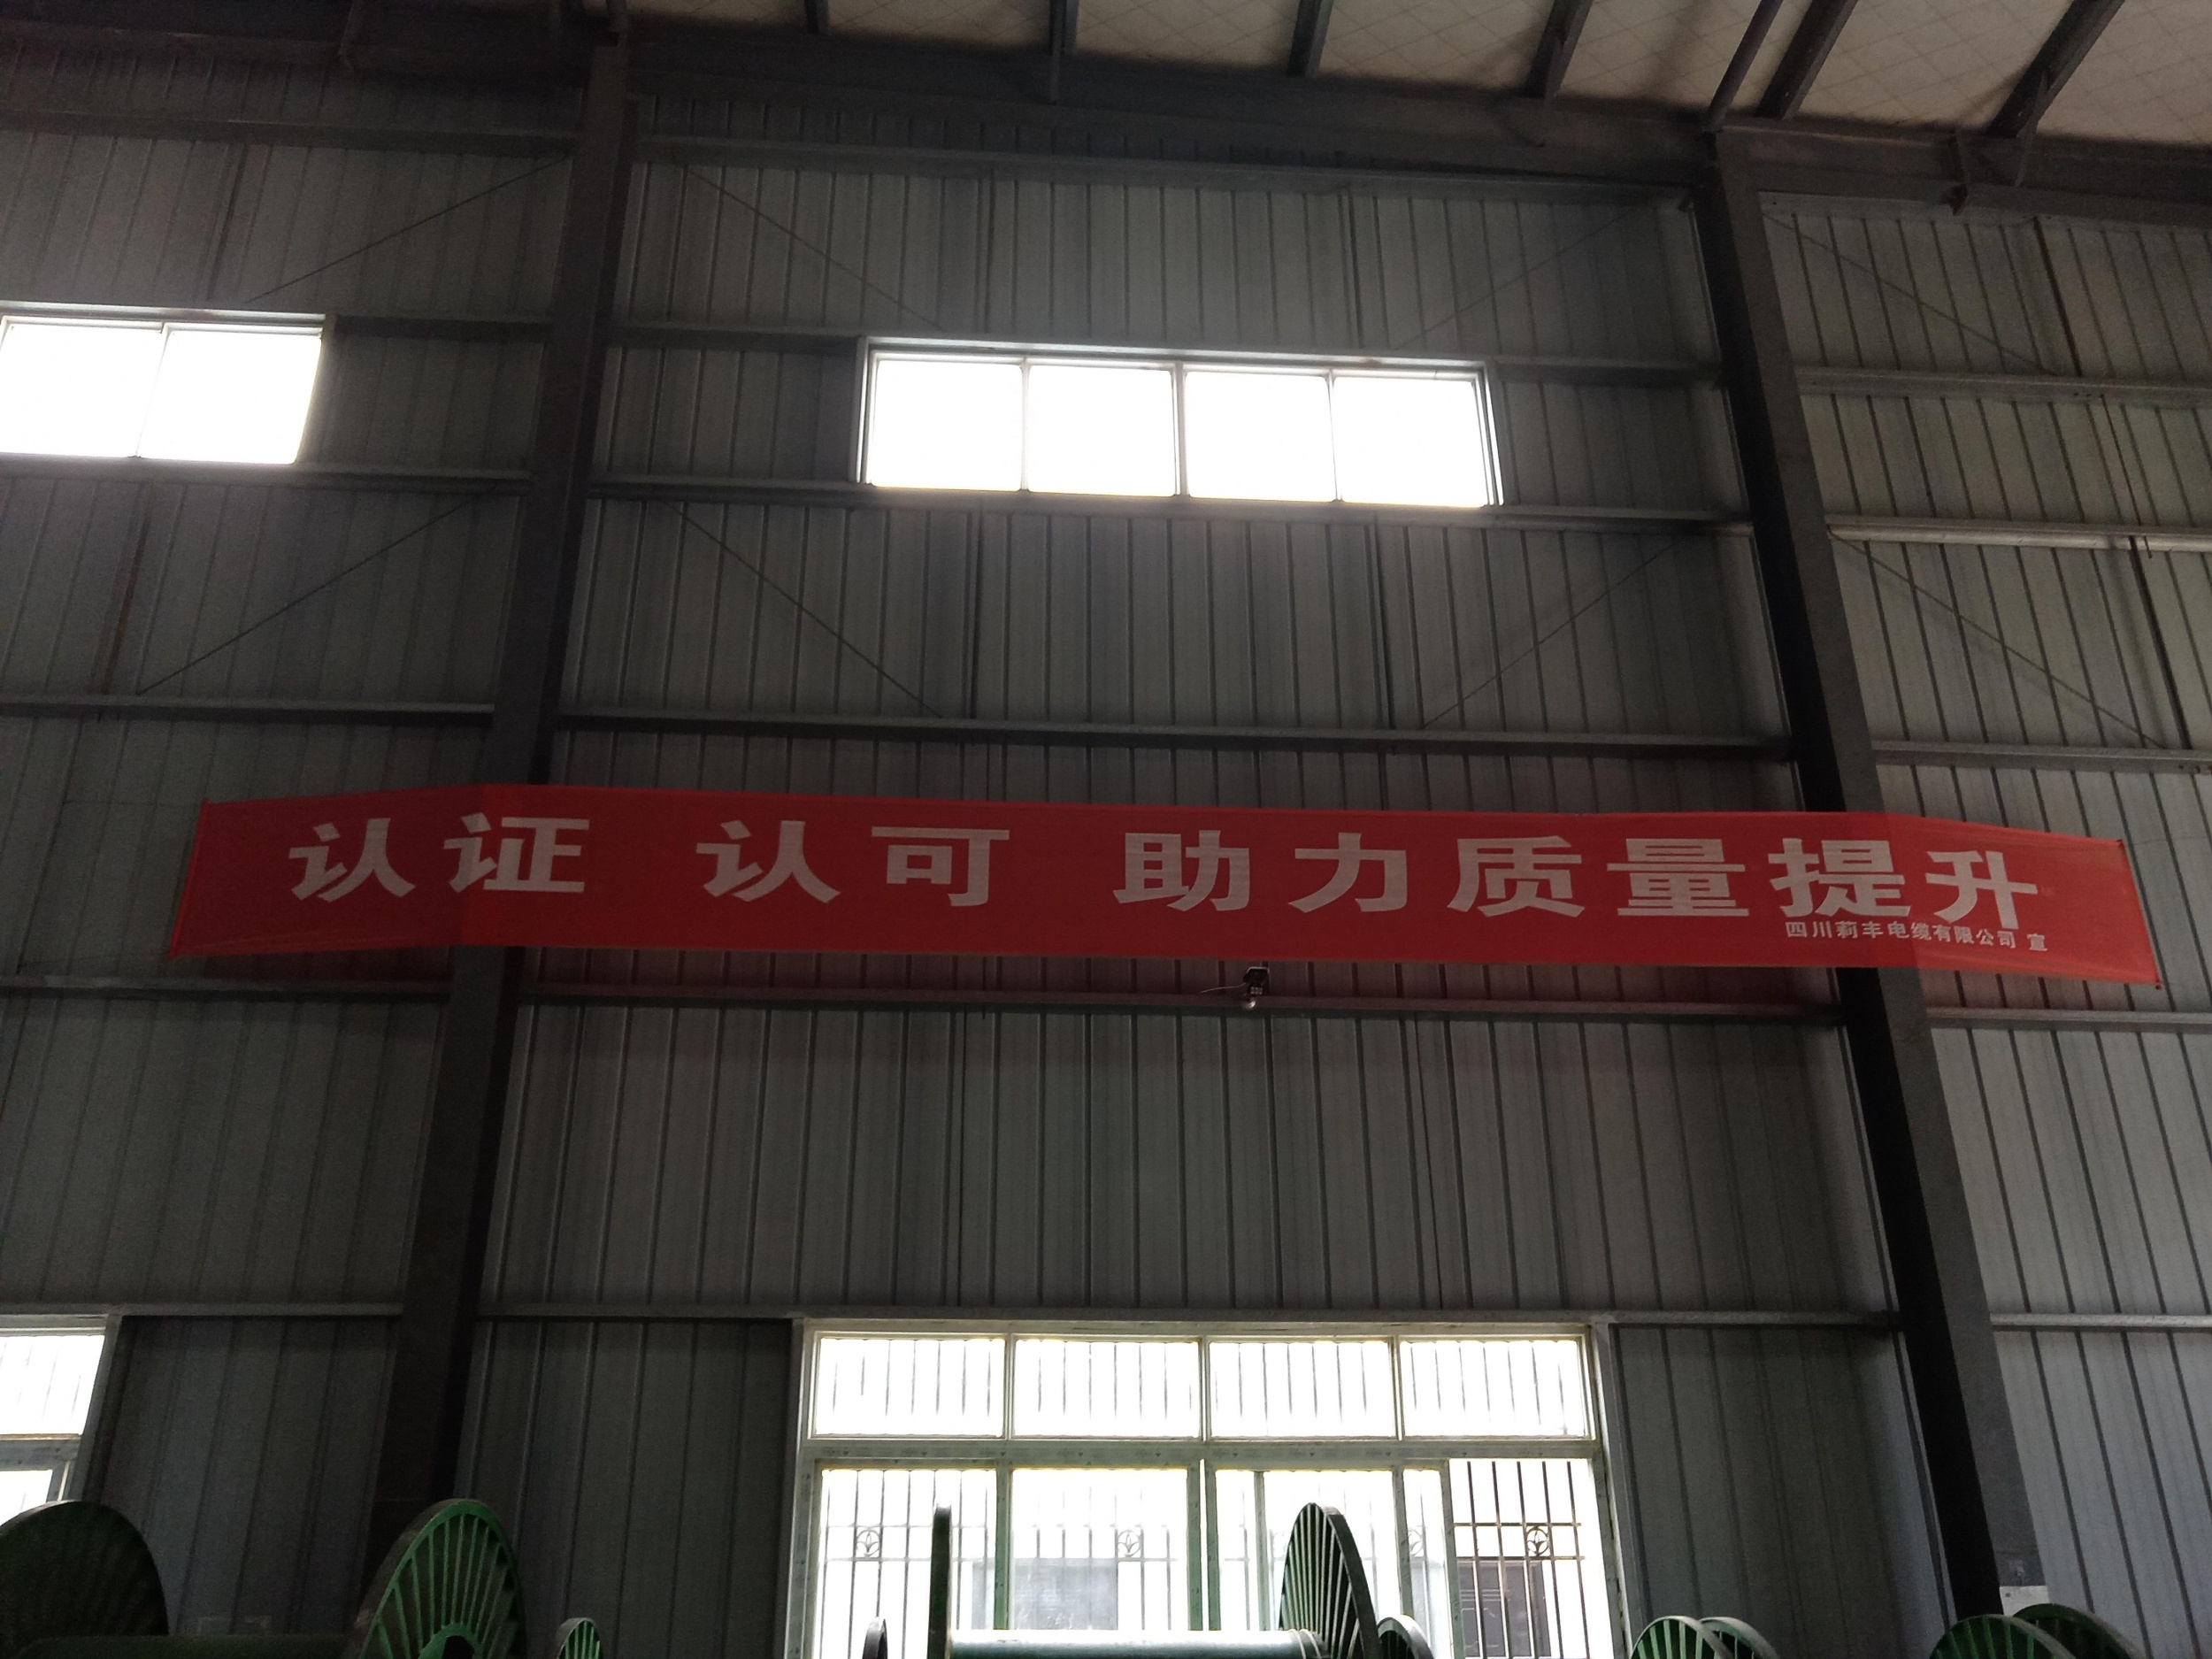 认证 认可 助力质量提升
四川莉丰电缆有限公司 宣